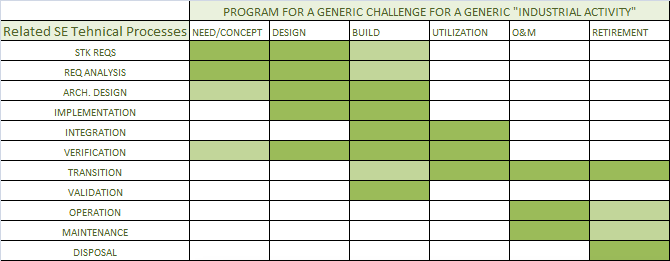 PROGRAM FOR A GENERIC CHALLENGE FOR A GENERIC "INDUSTRIAL ACTIVITY"
Related SE Tehnical Processes NEED/CONCEPT DESIGN BUILD UTILIZATION O&M RETIREMENT
STK REQS
REQ ANALYSIS
ARCH. DESIGN
IMPLEMENTATION
INTEGRATION
VERIFICATION
TRANSITION
VALIDATION
OPERATION
MAINTENANCE
DISPOSAL